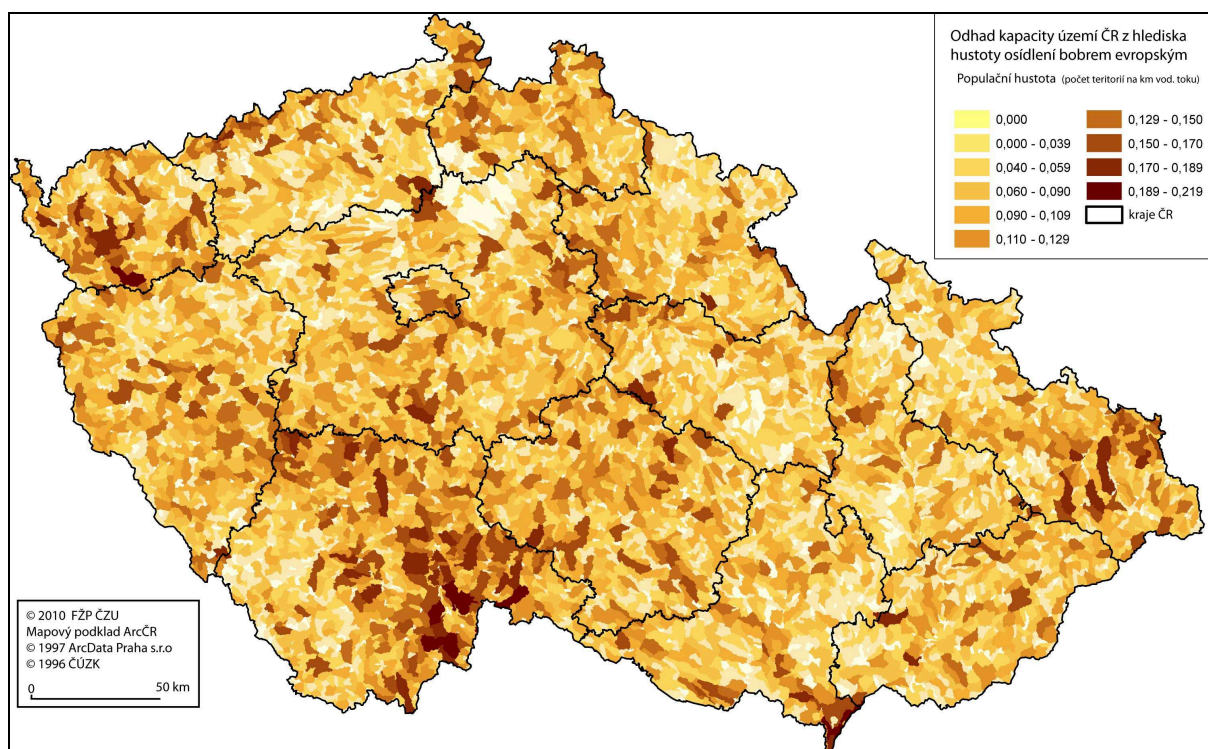 Odhad kapacity území ČR z hlediska
hustoty osídlení bobrem evropským
Populační hustota (počet teritorií na km vod. toku)
0,000
0,000 - 0,039
0,040 - 0,059
0,060 - 0,090
0,090 - 0,109
0,110 - 0,129
0,129 - 0,150
0,150 - 0,170
0,170 - 0,189
0,189 - 0,219
kraje ČR
© 2010 FŽP ČZU
Mapový podklad ArcČR
© 1997 ArcData Praha s.r.o
© 1996 ČÚZK
0 50 km